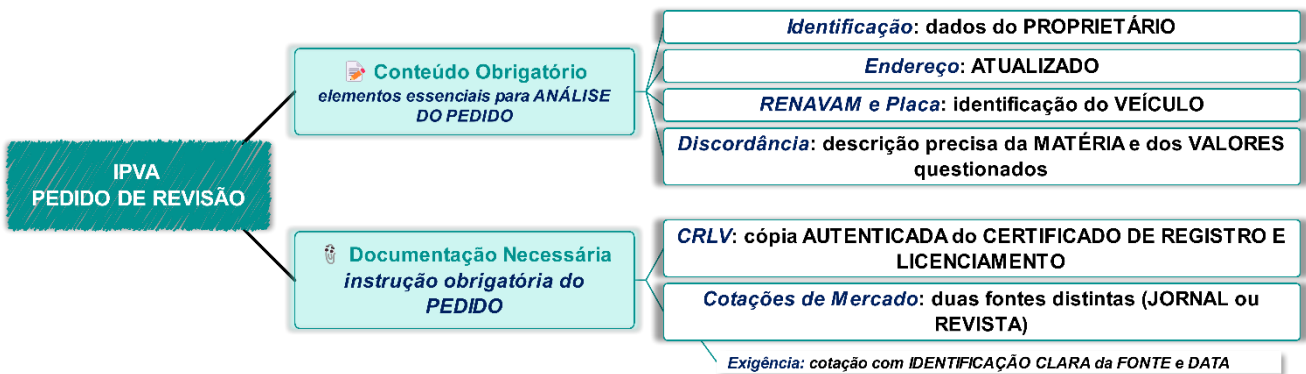 IPVA
PEDIDO DE REVISÃO
Conteúdo Obrigatório
elementos essenciais para ANÁLISE
DO PEDIDO
Identificação: dados do PROPRIETÁRIO
Endereço: ATUALIZADO
RENAVAM e Placa: identificação do VEÍCULO
Discordância: descrição precisa da MATÉRIA e dos VALORES
questionados
Documentação Necessária
instrução obrigatória do
PEDIDO
CRLV: cópia AUTENTICADA do CERTIFICADO DE REGISTRO E
LICENCIAMENTO
Cotações de Mercado: duas fontes distintas (JORNAL ou
REVISTA)
Exigência: cotação com IDENTIFICAÇÃO CLARA da FONTE e DATA